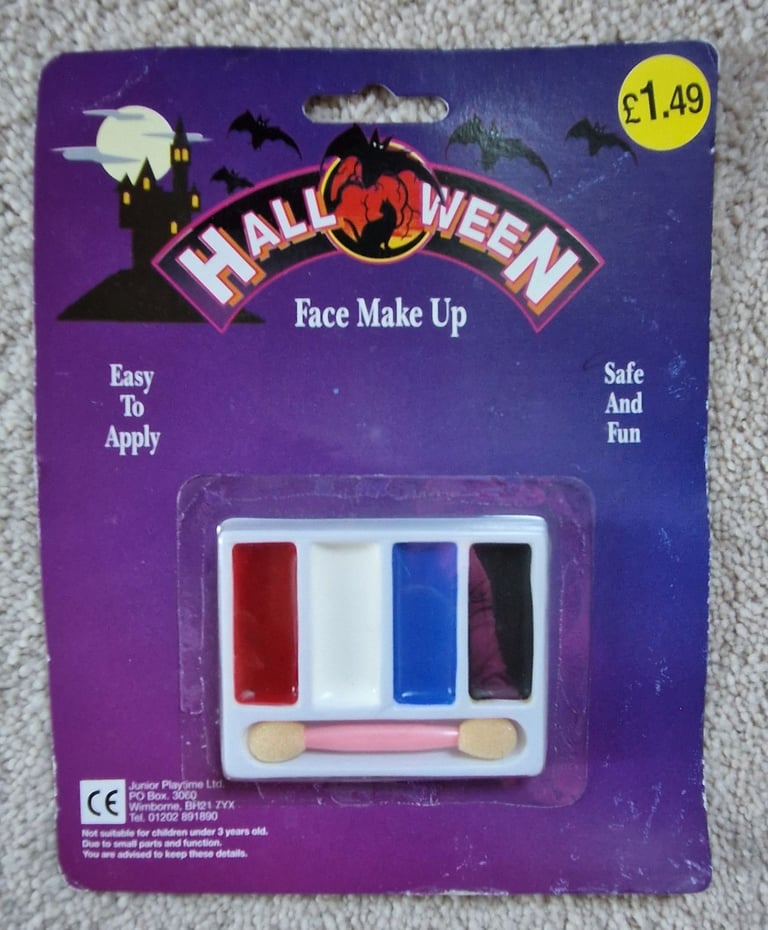 £1.49
HALLOWEEN
Face Make Up
Easy
To
Apply
Safe
And
Fun
CE
Junior Playtime Ltd.
PO Box. 3060
Wimborne, BH21 7YX
Tel. 01202 891890
Not suitable for children under 3 years old.
Due to small parts and function.
You are advised to keep these details.